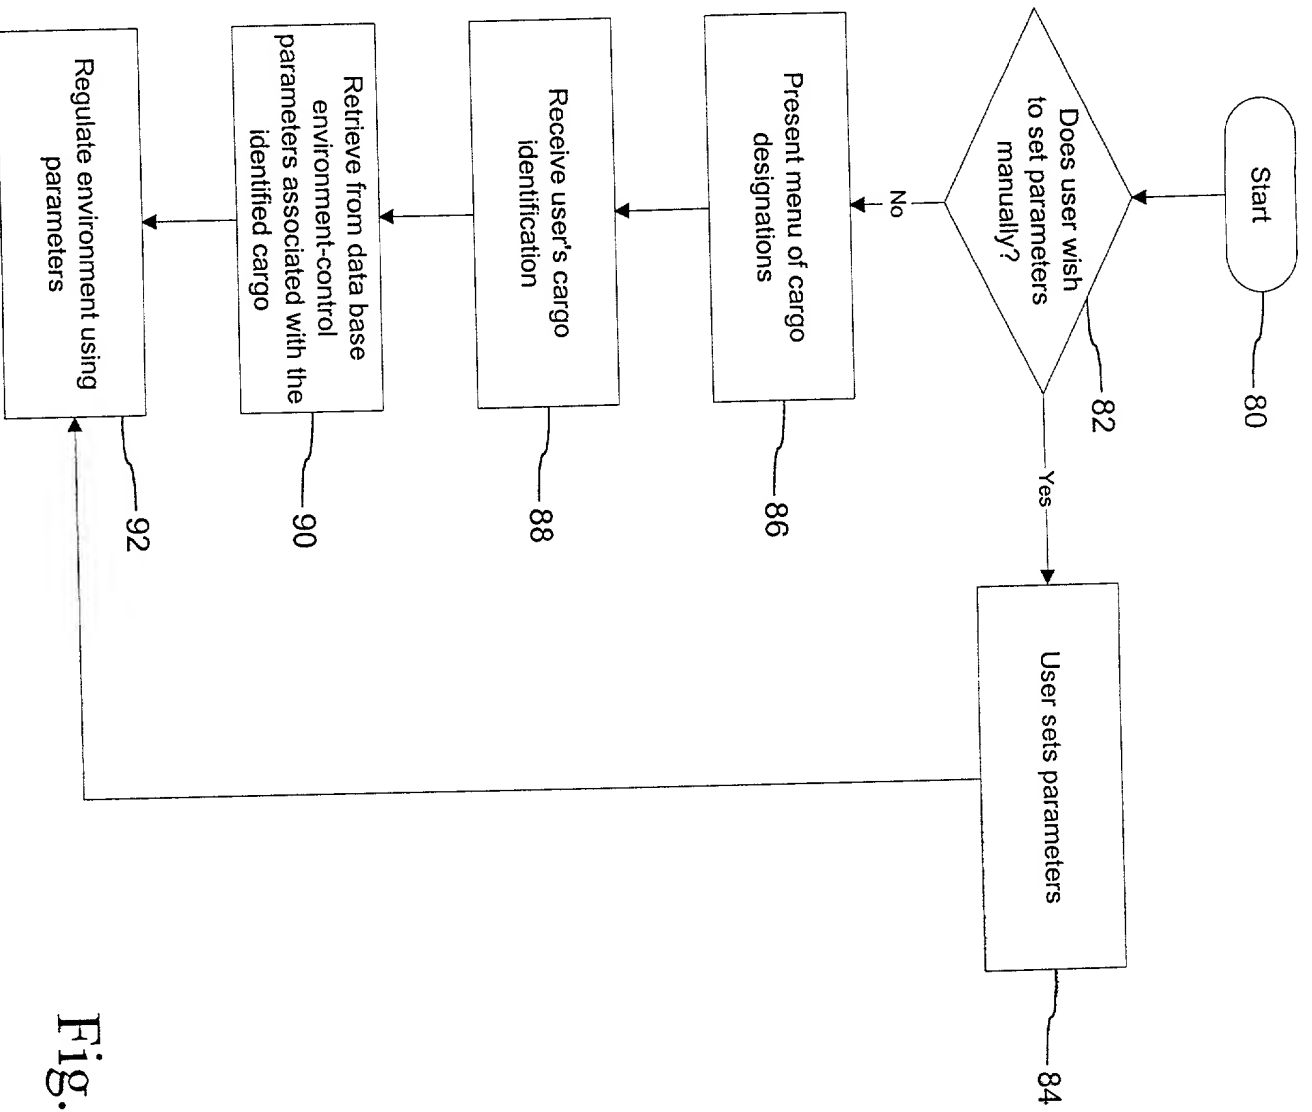 Start
80
Does user wish
to set parameters
manually?
82
Yes
User sets parameters
84
No
Present menu of cargo
designations
86
Receive user's cargo
identification
88
Retrieve from data base
environment-control
parameters associated with the
identified cargo
90
Regulate environment using
parameters
92
Fig.